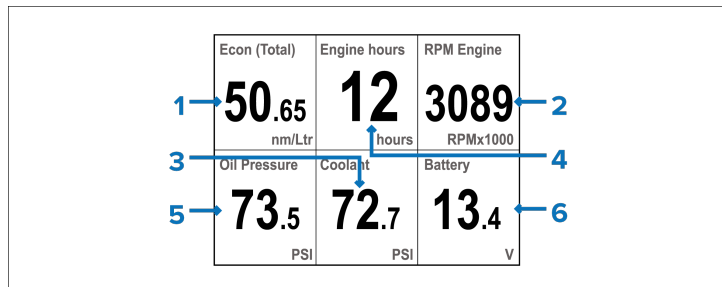 Econ (Total) Engine hours RPM Engine
1 50.65 12 3089 2
nm/Ltr hours RPMx1000
3 4
Oil Pressure Coolant Battery
5 73.5 72.7 13.4 6
PSI PSI V